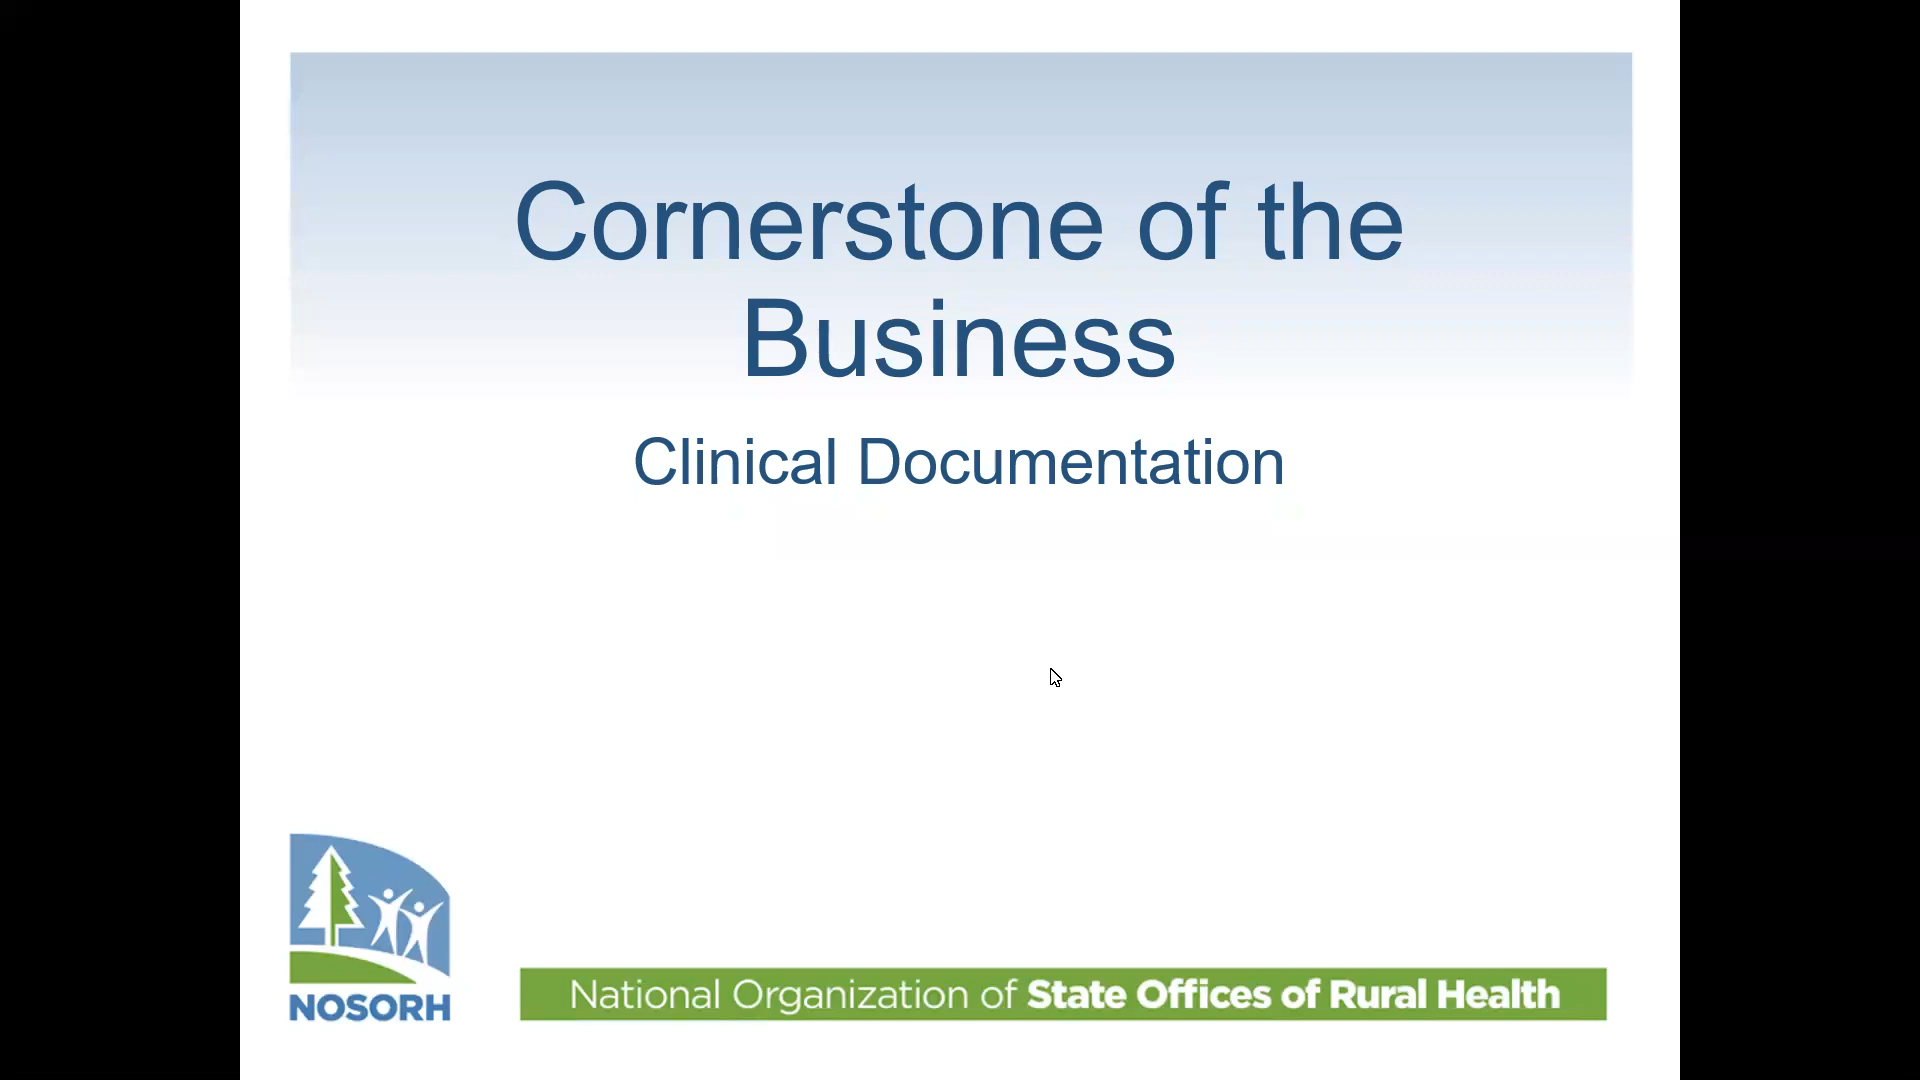 Cornerstone of the
Business
Clinical Documentation
NOSORH
National Organization of State Offices of Rural Health